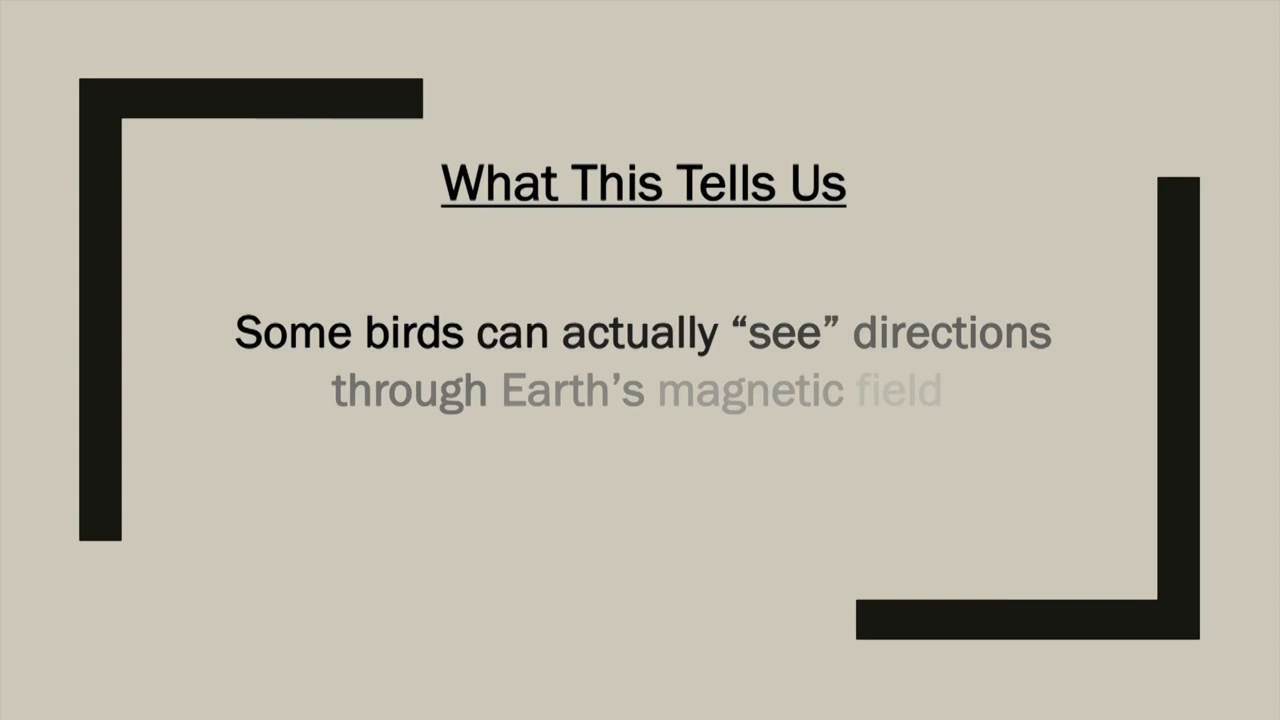 What This Tells Us
Some birds can actually “see” directions
through Earth’s magnetic field